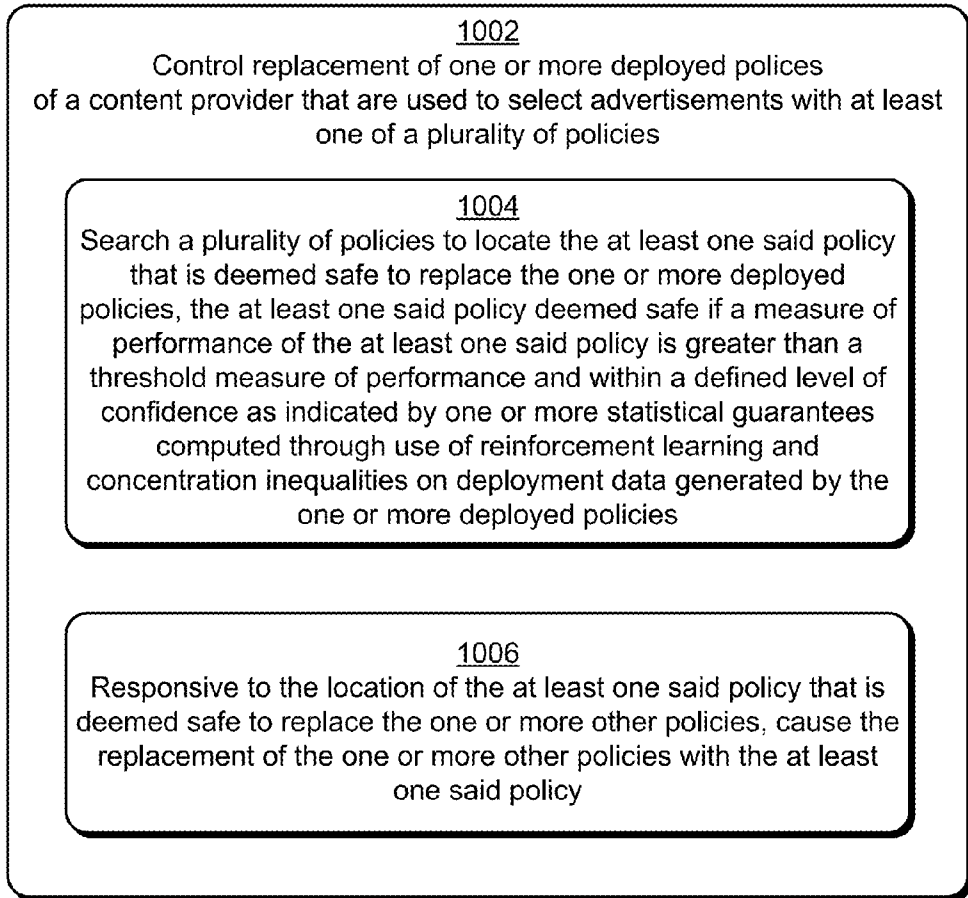 1002
Control replacement of one or more deployed polices
of a content provider that are used to select advertisements with at least
one of a plurality of policies
1004
Search a plurality of policies to locate the at least one said policy
that is deemed safe to replace the one or more deployed
policies, the at least one said policy deemed safe if a measure of
performance of the at least one said policy is greater than a
threshold measure of performance and within a defined level of
confidence as indicated by one or more statistical guarantees
computed through use of reinforcement learning and
concentration inequalities on deployment data generated by the
one or more deployed policies
1006
Responsive to the location of the at least one said policy that is
deemed safe to replace the one or more other policies, cause the
replacement of the one or more other policies with the at least
one said policy